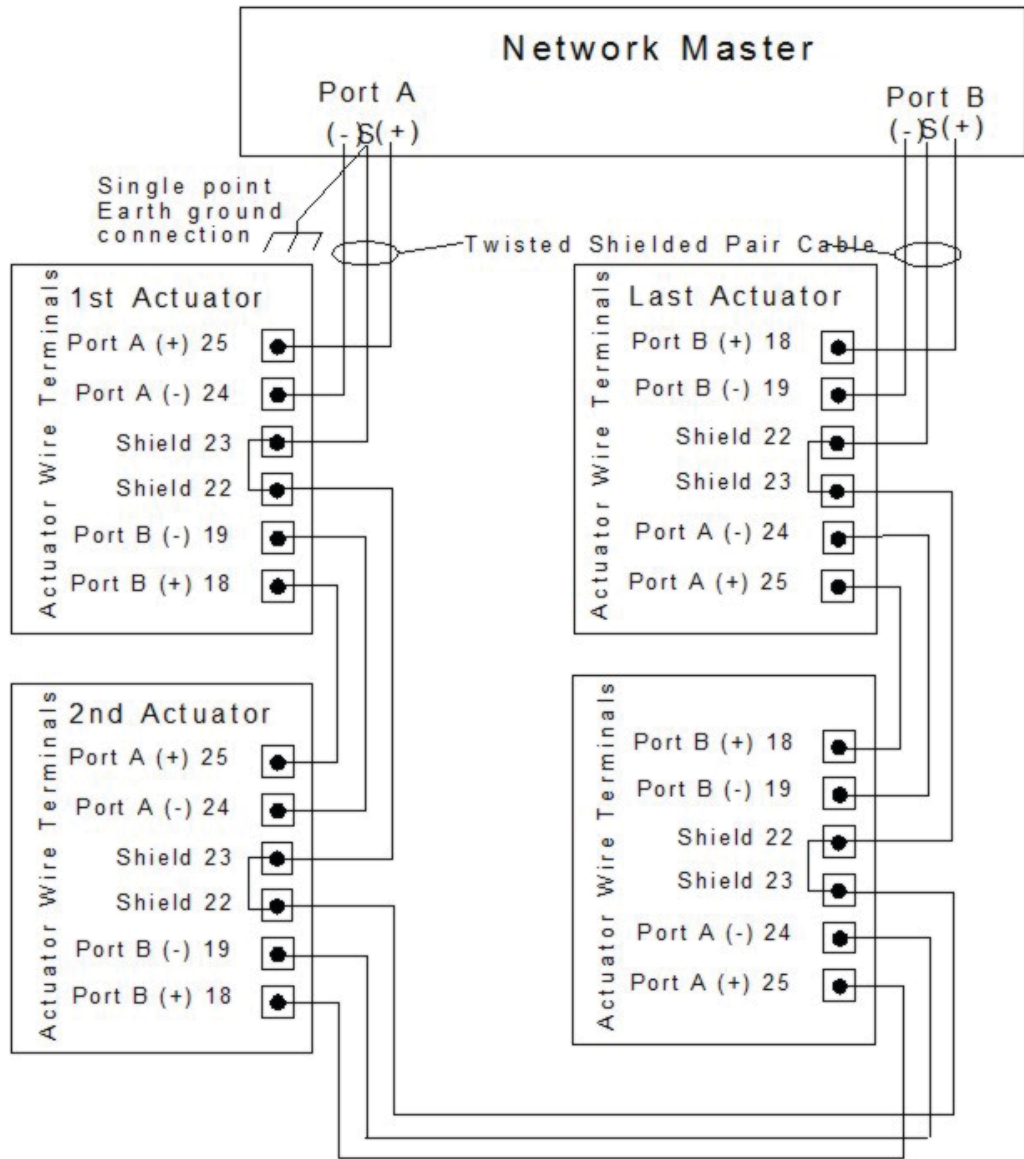 Network Master
Port A
(-)S(+)
Port B
(-)S(+)
Single point
Earth ground
connection
Twisted Shielded Pair Cable
Actuator Wire Terminals
1st Actuator
Port A (+) 25
Port A (-) 24
Shield 23
Shield 22
Port B (-) 19
Port B (+) 18
Actuator Wire Terminals
Last Actuator
Port B (+) 18
Port B (-) 19
Shield 22
Shield 23
Port A (-) 24
Port A (+) 25
Actuator Wire Terminals
2nd Actuator
Port A (+) 25
Port A (-) 24
Shield 23
Shield 22
Port B (-) 19
Port B (+) 18
Actuator Wire Terminals
Port B (+) 18
Port B (-) 19
Shield 22
Shield 23
Port A (-) 24
Port A (+) 25